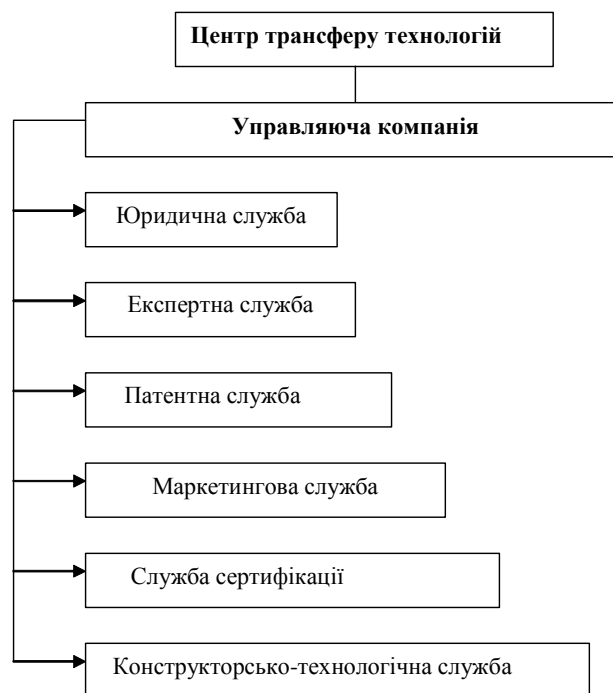 Центр трансферу технологій
Управляюча компанія
Юридична служба
Експертна служба
Патентна служба
Маркетингова служба
Служба сертифікації
Конструкторсько-технологічна служба